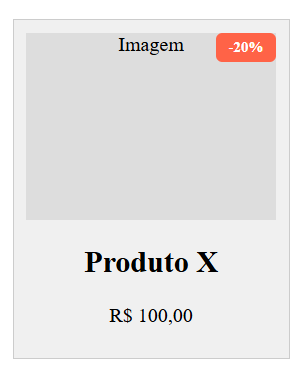 Imagem
-20%
Produto X
R$ 100,00